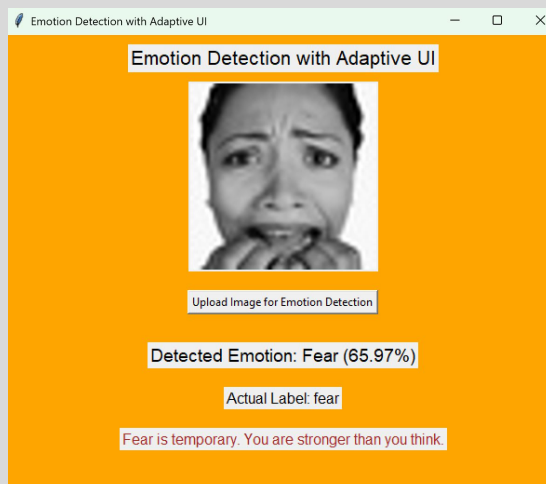 Emotion Detection with Adaptive UI
Emotion Detection with Adaptive UI
Upload Image for Emotion Detection
Detected Emotion: Fear (65.97%)
Actual Label: fear
Fear is temporary. You are stronger than you think.